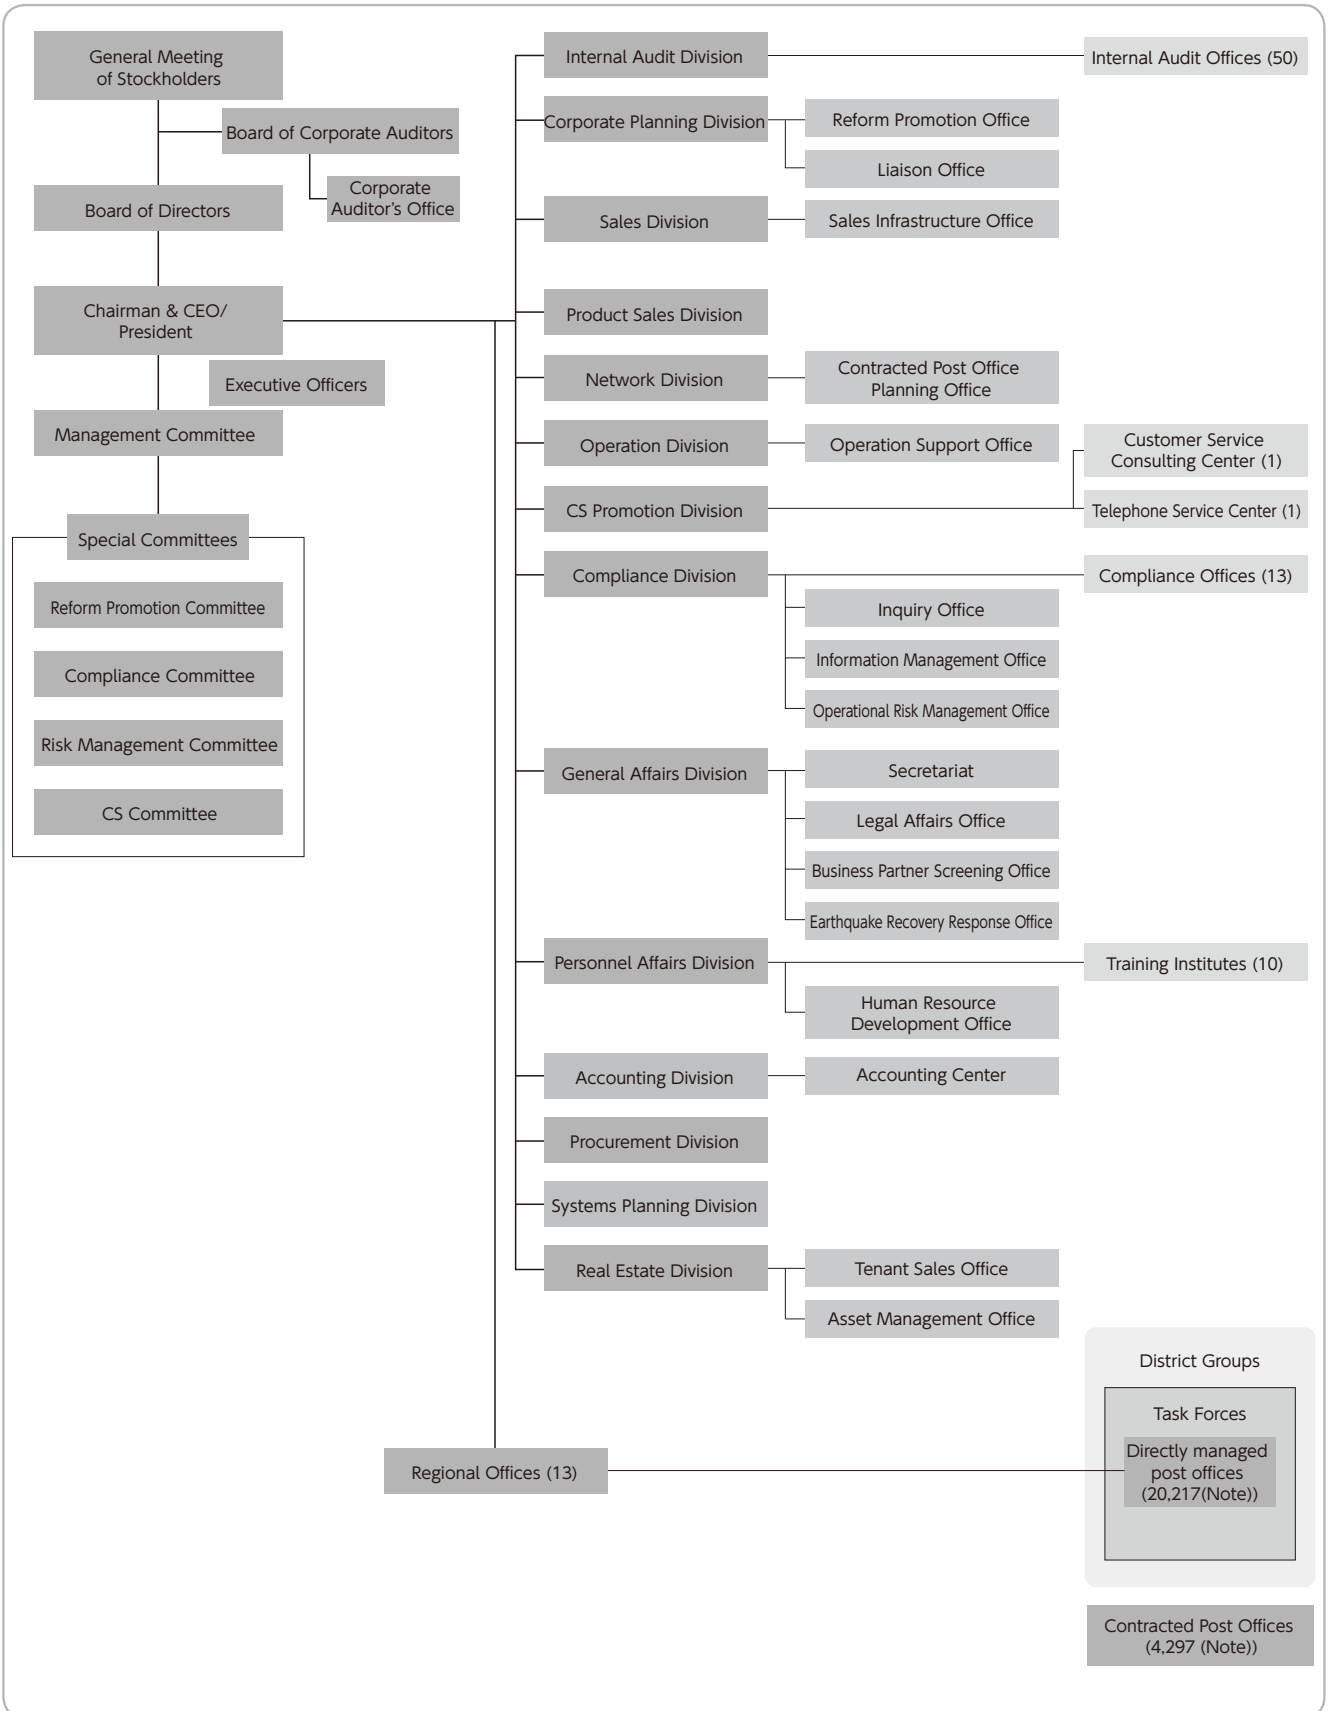 General Meeting
of Stockholders
Board of Corporate Auditors
Corporate
Auditor's Office
Board of Directors
Chairman & CEO/
President
Executive Officers
Management Committee
Special Committees
Reform Promotion Committee
Compliance Committee
Risk Management Committee
CS Committee
Internal Audit Division
Internal Audit Offices (50)
Corporate Planning Division
Reform Promotion Office
Liaison Office
Sales Division
Sales Infrastructure Office
Product Sales Division
Network Division
Contracted Post Office
Planning Office
Operation Division
Operation Support Office
CS Promotion Division
Customer Service
Consulting Center (1)
Telephone Service Center (1)
Compliance Division
Compliance Offices (13)
Inquiry Office
Information Management Office
Operational Risk Management Office
General Affairs Division
Secretariat
Legal Affairs Office
Business Partner Screening Office
Earthquake Recovery Response Office
Personnel Affairs Division
Training Institutes (10)
Human Resource
Development Office
Accounting Division
Accounting Center
Procurement Division
Systems Planning Division
Real Estate Division
Tenant Sales Office
Asset Management Office
Regional Offices (13)
District Groups
Task Forces
Directly managed
post offices
(20,217(Note))
Contracted Post Offices
(4,297 (Note))